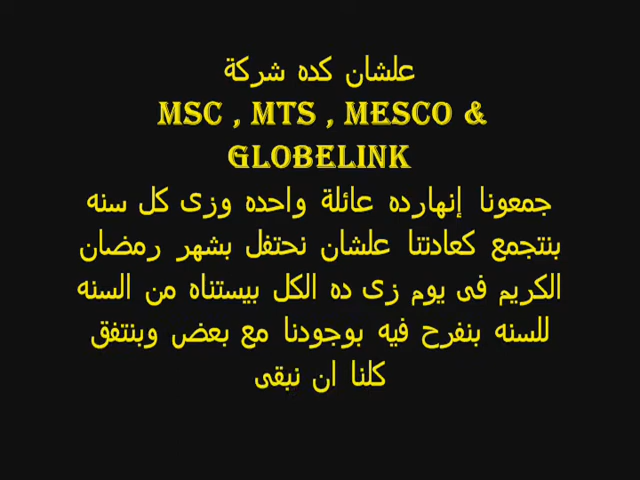 علشان كده شركة
MSC , MTS , MESCO &
GLOBELINK
جمعونا إنهارده عائلة واحده وزى كل سنه
بنتجمع كعادتنا علشان نحتفل بشهر رمضان
الكريم فى يوم زى ده الكل بيستناه من السنه
للسنه بنفرح فيه بوجودنا مع بعض وبنتفق
كلنا ان نبقى